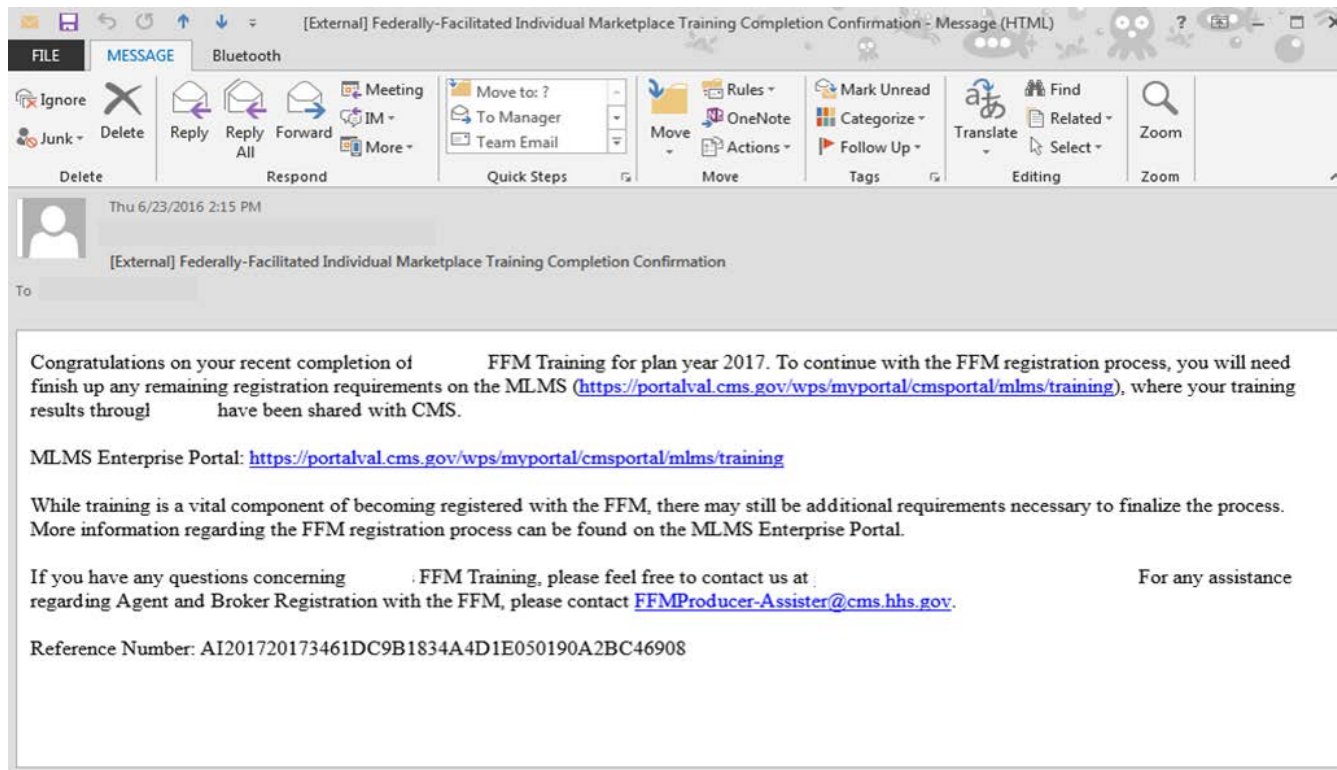 [External] Federally-Facilitated Individual Marketplace Training Completion Confirmation - Message (HTML)
?
FILE MESSAGE Bluetooth
Ignore
Junk
Delete
Delete
Reply
Reply All
Forward
Meeting
IM
More
Respond
Move to: ?
To Manager
Team Email
Quick Steps
Move
Rules
OneNote
Actions
Move
Mark Unread
Categorize
Follow Up
Tags
Translate
Find
Related
Select
Editing
Zoom
Zoom
Thu 6/23/2016 2:15 PM
[External] Federally-Facilitated Individual Marketplace Training Completion Confirmation
To
Congratulations on your recent completion of FFM Training for plan year 2017. To continue with the FFM registration process, you will need
finish up any remaining registration requirements on the MLMS (https://portalval.cms.gov/wps/myportal/cmsportal/mlms/training), where your training
results through have been shared with CMS.
MLMS Enterprise Portal: https://portalval.cms.gov/wps/myportal/cmsportal/mlms/training
While training is a vital component of becoming registered with the FFM, there may still be additional requirements necessary to finalize the process.
More information regarding the FFM registration process can be found on the MLMS Enterprise Portal.
If you have any questions concerning FFM Training, please feel free to contact us at For any assistance
regarding Agent and Broker Registration with the FFM, please contact FFMProducer-Assister@cms.hhs.gov.
Reference Number: AI201720173461DC9B1834A4D1E050190A2BC46908